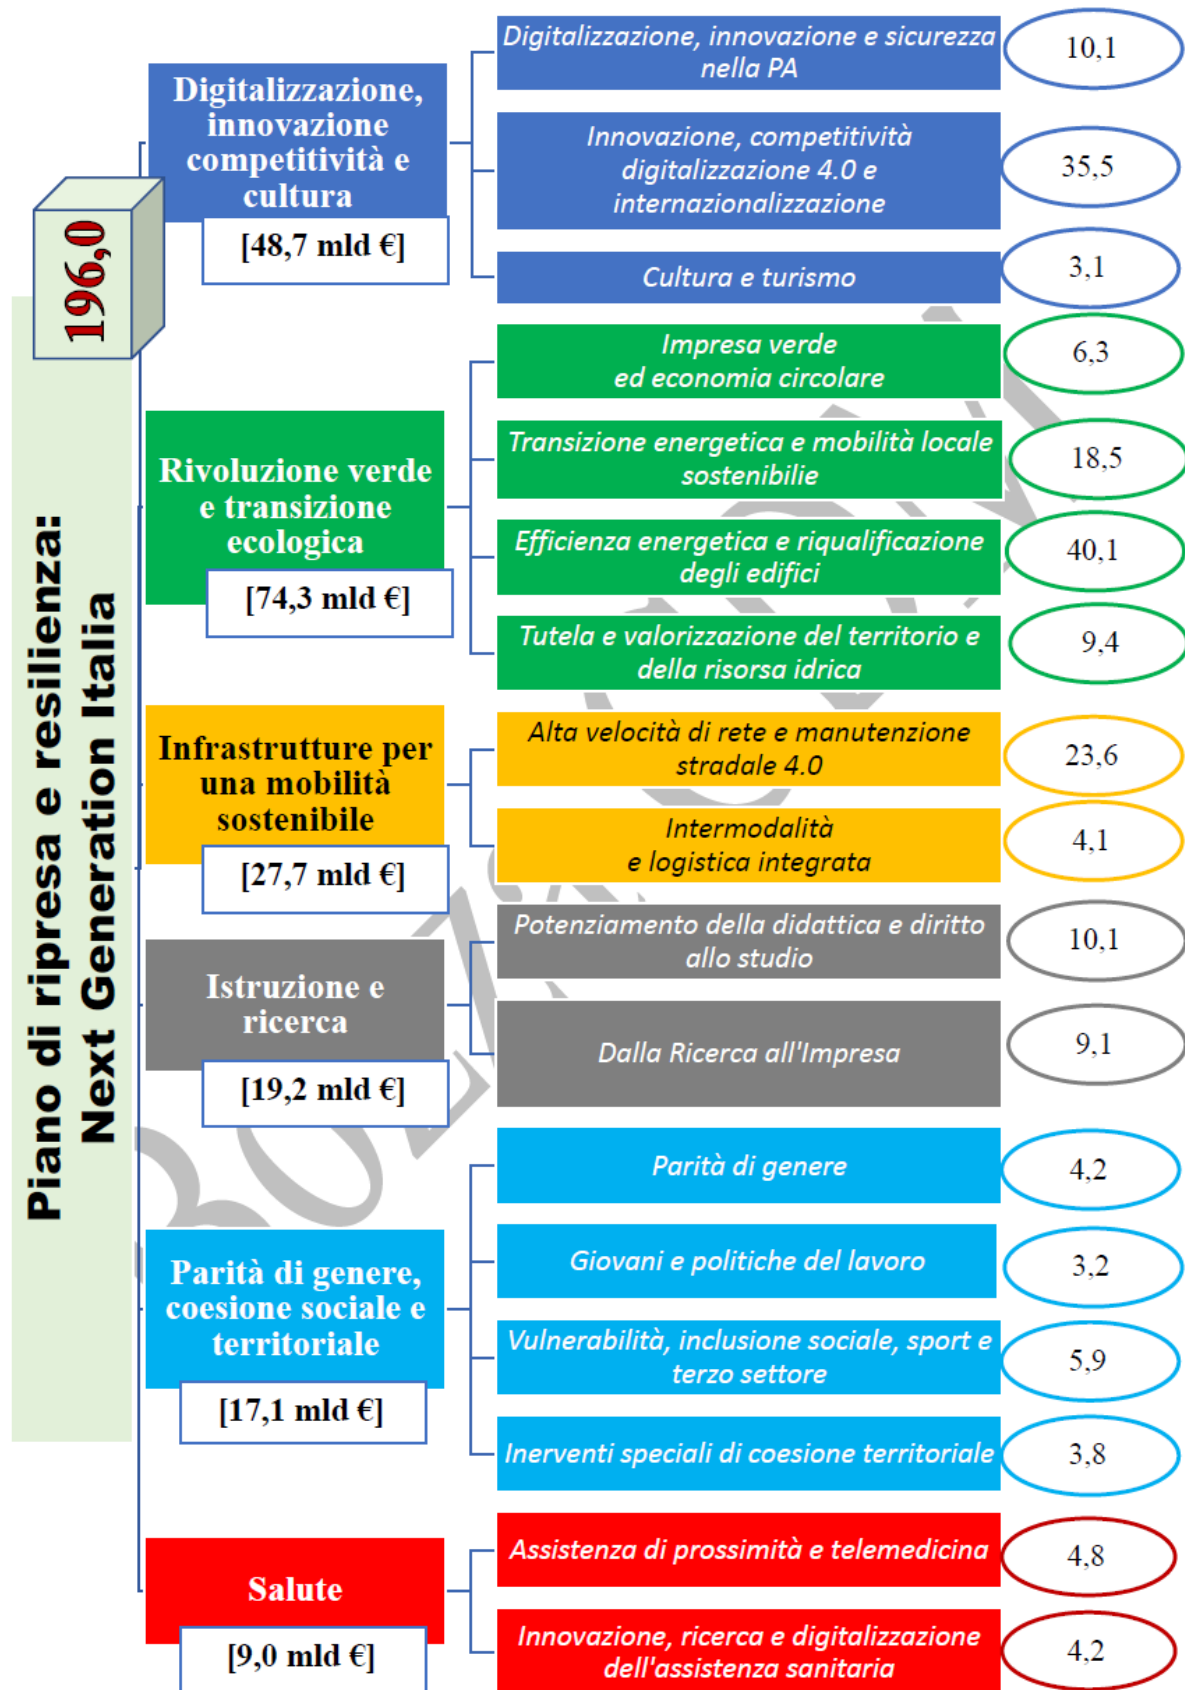 Piano di ripresa e resilienza:
Next Generation Italia
196,0
Digitalizzazione,
innovazione
competitività e
cultura
[48,7 mld €]
Digitalizzazione, innovazione e sicurezza
nella PA
10,1
Innovazione, competitività
digitalizzazione 4.0 e
internazionalizzazione
35,5
Cultura e turismo
3,1
Rivoluzione verde
e transizione
ecologica
[74,3 mld €]
Impresa verde
ed economia circolare
6,3
Transizione energetica e mobilità locale
sostenibilie
18,5
Efficienza energetica e riqualificazione
degli edifici
40,1
Tutela e valorizzazione del territorio e
della risorsa idrica
9,4
Infrastrutture per
una mobilità
sostenibile
[27,7 mld €]
Alta velocità di rete e manutenzione
stradale 4.0
23,6
Intermodalità
e logistica integrata
4,1
Istruzione e
ricerca
[19,2 mld €]
Potenziamento della didattica e diritto
allo studio
10,1
Dalla Ricerca all'Impresa
9,1
Parità di genere,
coesione sociale e
territoriale
[17,1 mld €]
Parità di genere
4,2
Giovani e politiche del lavoro
3,2
Vulnerabilità, inclusione sociale, sport e
terzo settore
5,9
Inerventi speciali di coesione territoriale
3,8
Salute
[9,0 mld €]
Assistenza di prossimità e telemedicina
4,8
Innovazione, ricerca e digitalizzazione
dell'assistenza sanitaria
4,2